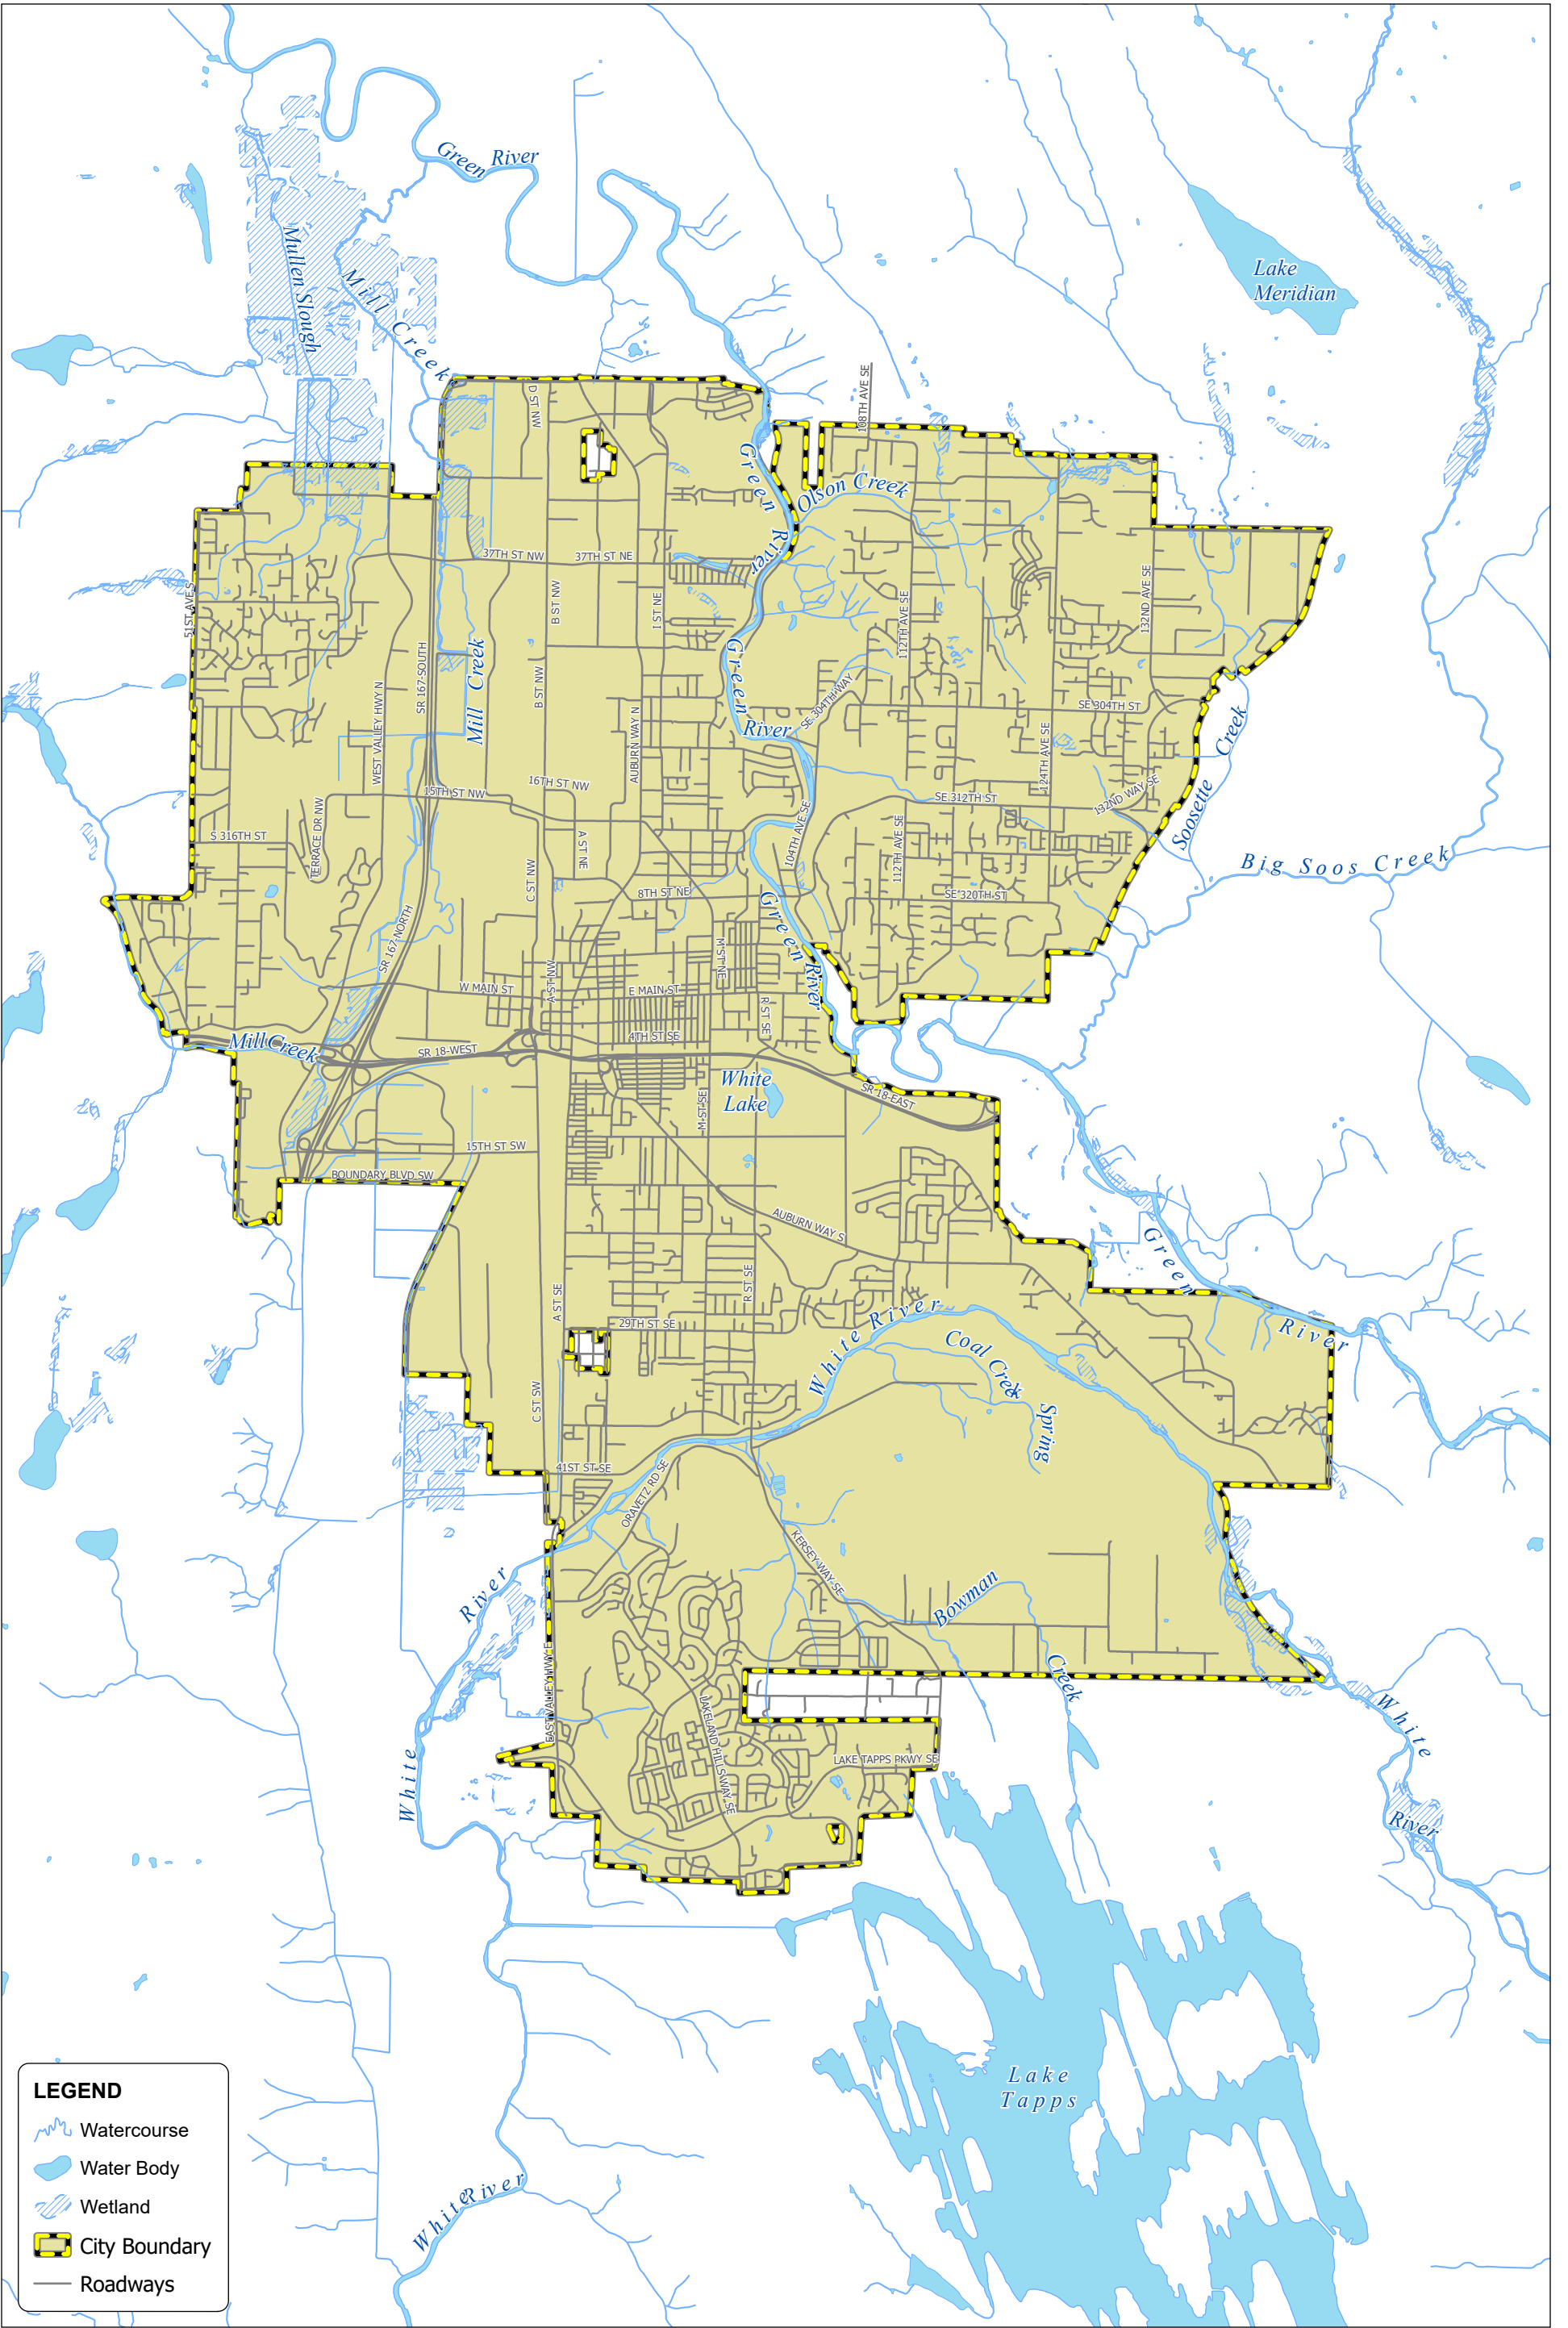 Green River
Mullen Slough
Mill Creek
Lake
Meridian
D ST NW
108TH AVE SE
Green River
Olson Creek
37TH ST NW
37TH ST NE
51ST AVE S
B ST NW
I ST NE
112TH AVE SE
132ND AVE SE
SR 167-SOUTH
Mill Creek
WEST VALLEY HWY N
B ST NW
AUBURN WAY N
Green River
SE 304TH WAY
SE 304TH ST
124TH AVE SE
Soosette Creek
15TH ST NW
16TH ST NW
SE 312TH ST
132ND WAY SE
S 316TH ST
TERRACE DR NW
A ST NE
104TH AVE SE
112TH AVE SE
Big Soos Creek
C ST NW
8TH ST NE
SE 320TH ST
SR 167-NORTH
Green River
M ST NE
W MAIN ST
A ST NW
E MAIN ST
R ST SE
Mill Creek
SR 18-WEST
4TH ST SE
White
Lake
M ST SE
SR 18-EAST
15TH ST SW
BOUNDARY BLVD SW
AUBURN WAY S
Green River
A ST SE
R ST SE
29TH ST SE
White River
Coal Creek
Spring
C ST SW
41ST ST SE
ORAVETZ RD SE
KERSEY WAY SE
Bowman Creek
White River
EAST VALLEY HWY E
LAKELAND HILLS WAY SE
LAKE TAPPS PKWY SE
White River
Lake
Tapps
White River
LEGEND
Watercourse
Water Body
Wetland
City Boundary
Roadways